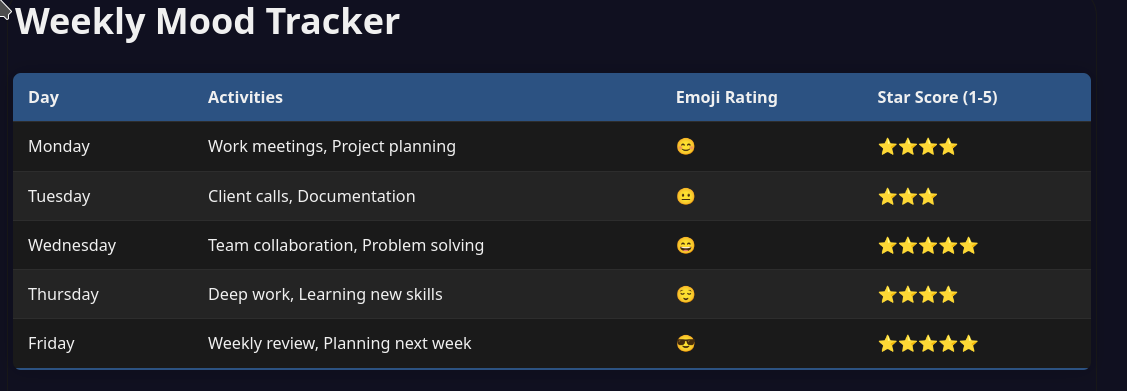 Weekly Mood Tracker
Day Activities Emoji Rating Star Score (1-5)
Monday Work meetings, Project planning 😊 ⭐⭐⭐⭐
Tuesday Client calls, Documentation 😐 ⭐⭐⭐
Wednesday Team collaboration, Problem solving 😄 ⭐⭐⭐⭐⭐
Thursday Deep work, Learning new skills 😌 ⭐⭐⭐⭐
Friday Weekly review, Planning next week 😎 ⭐⭐⭐⭐⭐